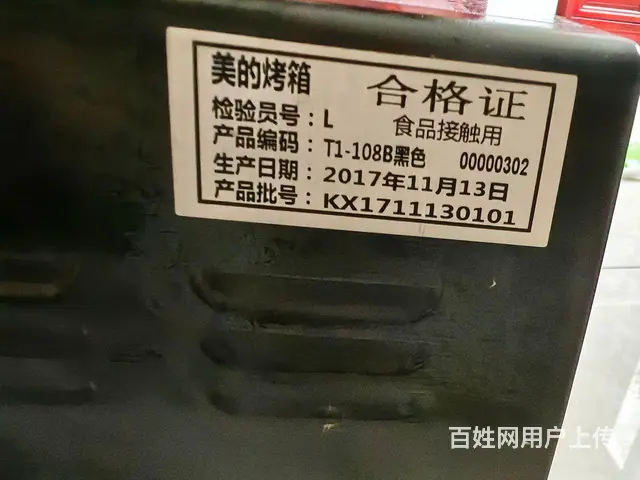 美的烤箱 合格证
检验员号：L 食品接触用
产品编码：T1-108B黑色 00000302
生产日期：2017年11月13日
产品批号：KX1711130101
百姓网用户上传